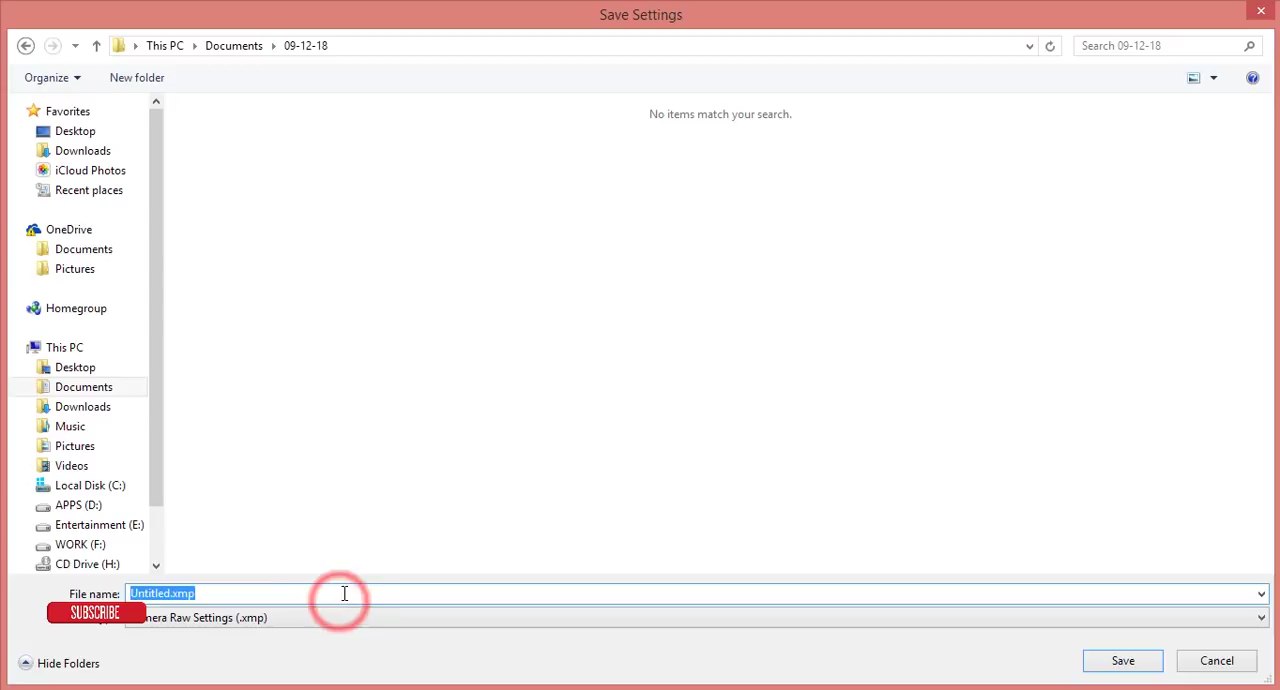 Save Settings
This PC Documents 09-12-18
Search 09-12-18
Organize New folder
Favorites
Desktop
Downloads
iCloud Photos
Recent places
OneDrive
Documents
Pictures
Homegroup
This PC
Desktop
Documents
Downloads
Music
Pictures
Videos
Local Disk (C:)
APPS (D:)
Entertainment (E:)
WORK (F:)
CD Drive (H:)
No items match your search.
File name: Untitled.xmp
SUBSCRIBE
Raw Settings (.xmp)
Hide Folders
Save Cancel